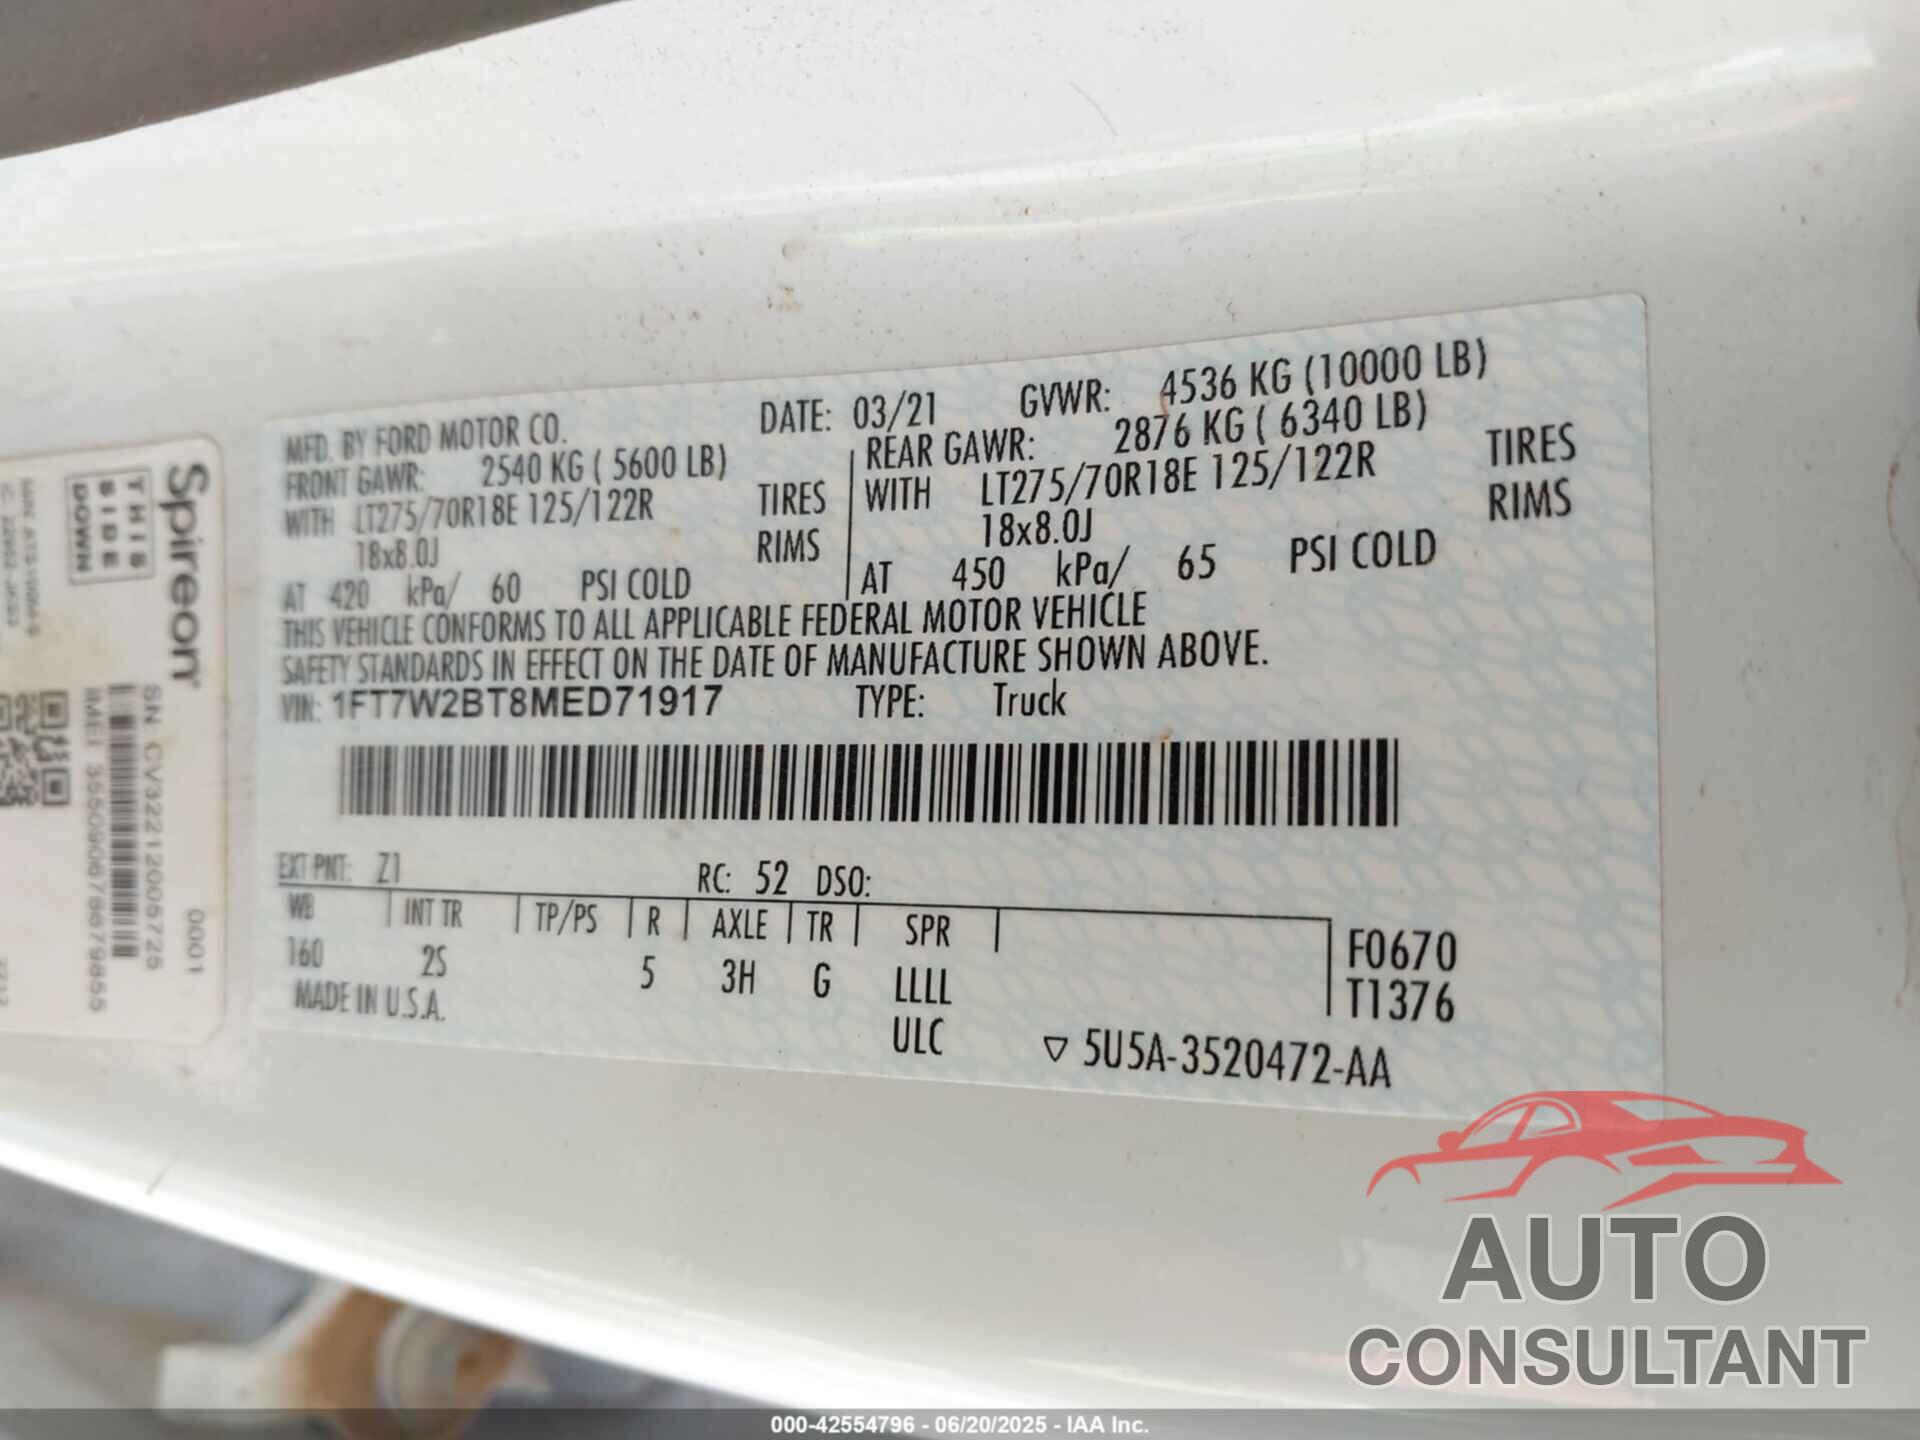 MFD. BY FORD MOTOR CO. DATE: 03/21 GVWR: 4536 KG (10000 LB)
FRONT GAWR: 2540 KG ( 5600 LB) REAR GAWR: 2876 KG ( 6340 LB)
WITH LT275/70R18E 125/122R TIRES WITH LT275/70R18E 125/122R TIRES
18x8.0J RIMS 18x8.0J RIMS
AT 420 kPa/ 60 PSI COLD AT 450 kPa/ 65 PSI COLD
THIS VEHICLE CONFORMS TO ALL APPLICABLE FEDERAL MOTOR VEHICLE
SAFETY STANDARDS IN EFFECT ON THE DATE OF MANUFACTURE SHOWN ABOVE.
VIN: 1FT7W2BT8MED71917 TYPE: Truck
EXT PNT: Z1 RC: 52 DSO:
WB INT TR TP/PS R AXLE TR SPR
160 2S 5 3H G LLLL
ULC
F0670
T1376
MADE IN U.S.A.
▽ 5U5A-3520472-AA
Spireon
THIS
SIDE
DOWN
0001
SN CV32212005725
IMEI
AUTO
CONSULTANT
000-42554796 - 06/20/2025 - IAA Inc.